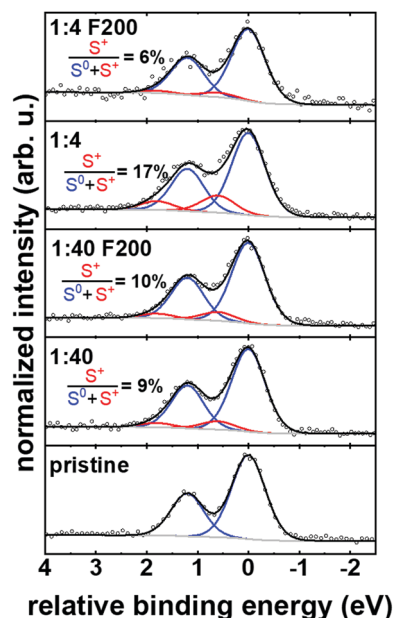 1:4 F200
S⁺
S⁰+S⁺
= 6%
1:4
S⁺
S⁰+S⁺
= 17%
1:40 F200
S⁺
S⁰+S⁺
= 10%
1:40
S⁺
S⁰+S⁺
= 9%
pristine
normalized intensity (arb. u.)
4 3 2 1 0 -1 -2
relative binding energy (eV)